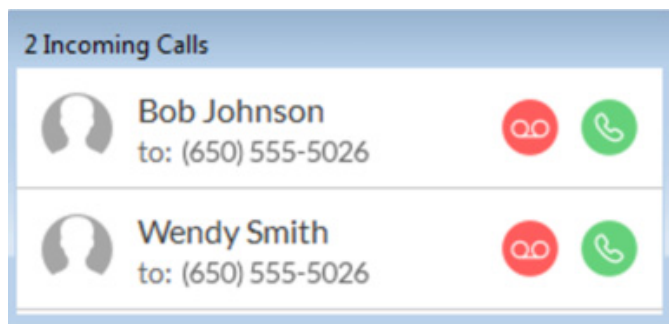 2 Incoming Calls
Bob Johnson
to: (650) 555-5026
Wendy Smith
to: (650) 555-5026